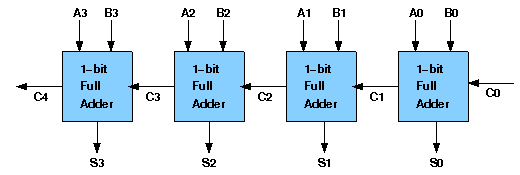 A3 B3 A2 B2 A1 B1 A0 B0
1-bit 1-bit 1-bit 1-bit
Full Full Full Full
Adder Adder Adder Adder
C4 C3 C2 C1 C0
S3 S2 S1 S0